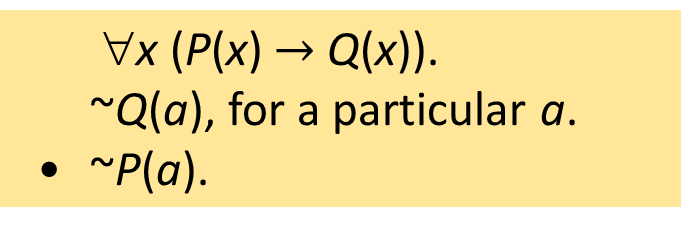 ∀x (P(x) → Q(x)).
~Q(a), for a particular a.
• ~P(a).